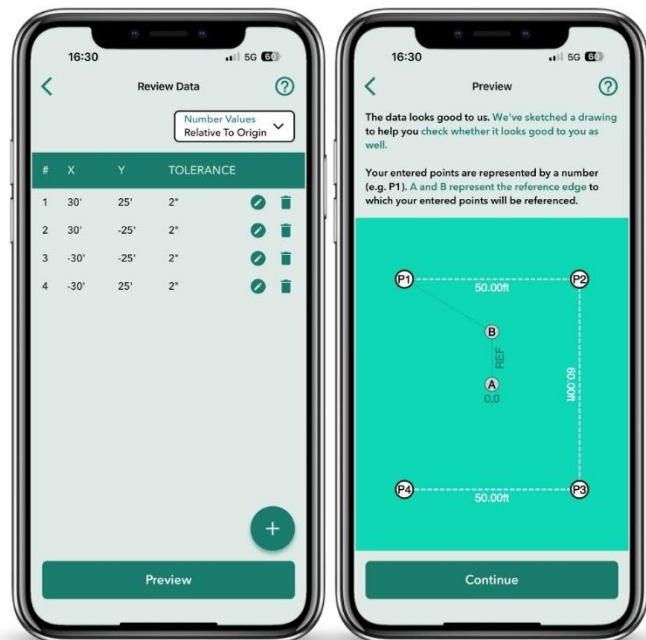 16:30 5G 60
Review Data
Number Values
Relative To Origin
# X Y TOLERANCE
1 30' 25' 2"
2 30' -25' 2"
3 -30' -25' 2"
4 -30' 25' 2"
+
Preview
16:30 5G 60
Preview
The data looks good to us. We've sketched a drawing
to help you check whether it looks good to you as
well.
Your entered points are represented by a number
(e.g. P1). A and B represent the reference edge to
which your entered points will be referenced.
P1 P2
50.00ft
B
REF
60.00ft
A
0,0
P4 P3
50.00ft
Continue